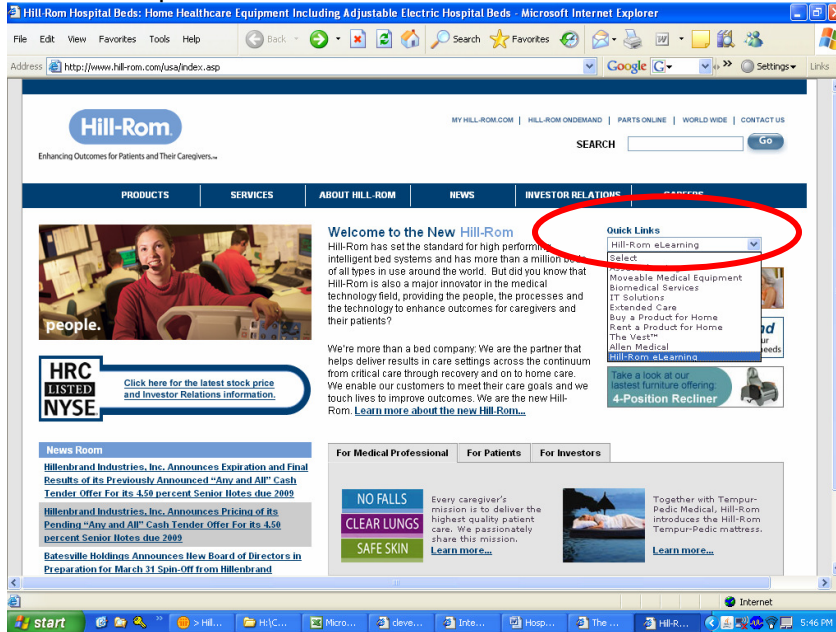 Hill-Rom Hospital Beds: Home Healthcare Equipment Including Adjustable Electric Hospital Beds - Microsoft Internet Explorer
File Edit View Favorites Tools Help
Back
Search Favorites
Address http://www.hill-rom.com/usa/index.asp
Google G Settings Links
Hill-Rom
Enhancing Outcomes for Patients and Their Caregivers
MY HILL-ROM.COM | HILL-ROM ONDEMAND | PARTS ONLINE | WORLD WIDE | CONTACT US
SEARCH Go
PRODUCTS SERVICES ABOUT HILL-ROM NEWS INVESTOR RELATIONS CAREERS
people.
Welcome to the New Hill-Rom
Hill-Rom has set the standard for high performing,
intelligent bed systems and has more than a million beds
of all types in use around the world. But did you know that
Hill-Rom is also a major innovator in the medical
technology field, providing the people, the processes and
the technology to enhance outcomes for caregivers and
their patients?
We're more than a bed company: We are the partner that
helps deliver results in care settings across the continuum
from critical care through recovery and on to home care.
We enable our customers to meet their care goals and we
touch lives to improve outcomes. We are the new Hill-
Rom. Learn more about the new Hill-Rom...
Quick Links
Hill-Rom eLearning
Select
Moveable Medical Equipment
Biomedical Services
IT Solutions
Extended Care
Buy a Product for Home
Rent a Product for Home
The Vest™
Allen Medical
Hill-Rom eLearning
Take a look at our
lastest furniture offering:
4-Position Recliner
HRC
LISTED
NYSE
Click here for the latest stock price
and Investor Relations information.
News Room
Hillenbrand Industries, Inc. Announces Expiration and Final
Results of its Previously Announced "Any and All" Cash
Tender Offer For its 4.50 percent Senior Notes due 2009
Hillenbrand Industries, Inc. Announces Pricing of its
Pending "Any and All" Cash Tender Offer For its 4.50
percent Senior Notes due 2009
Batesville Holdings Announces New Board of Directors in
Preparation for March 31 Spin-Off from Hillenbrand
For Medical Professional For Patients For Investors
NO FALLS
CLEAR LUNGS
SAFE SKIN
Every caregiver's
mission is to deliver the
highest quality patient
care. We passionately
share this mission.
Learn more...
Together with Tempur-
Pedic Medical, Hill-Rom
introduces the Hill-Rom
Tempur-Pedic mattress.
Learn more...
Internet
start > Hill... H:\C... Micro... cleve... Inte... Hosp... The ... Hill-R... 5:46 PM